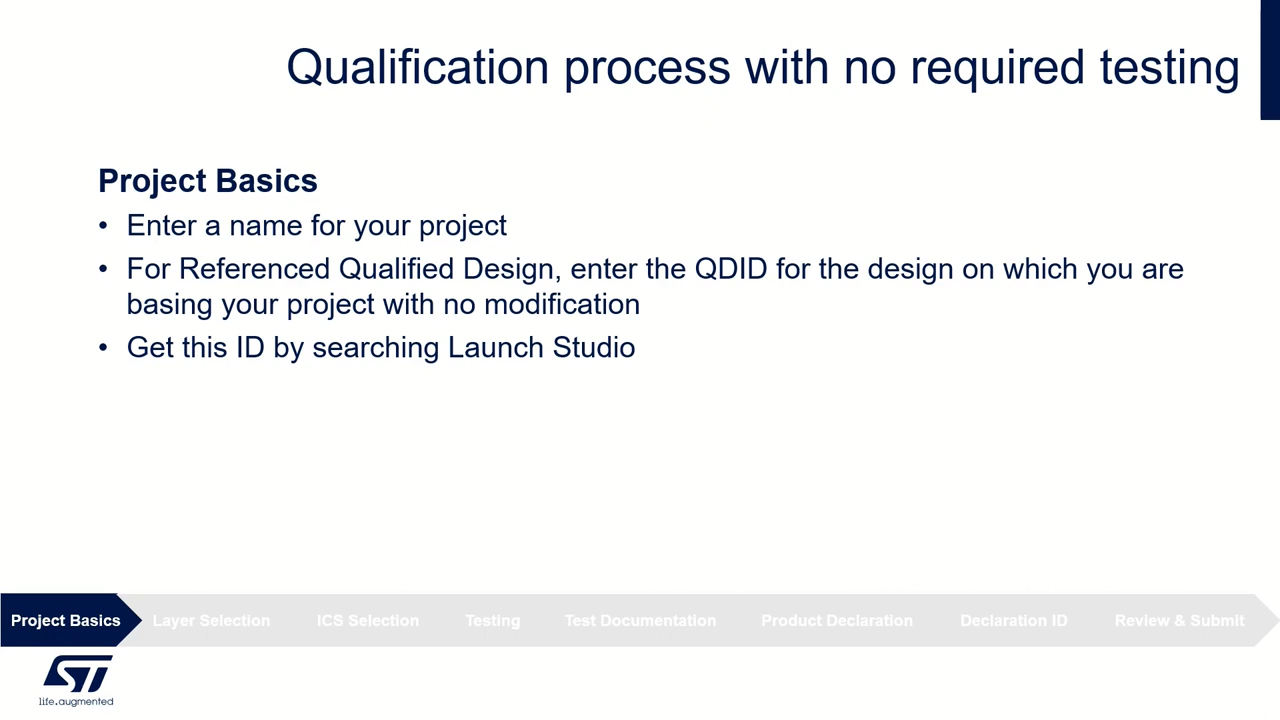 Qualification process with no required testing
Project Basics
• Enter a name for your project
• For Referenced Qualified Design, enter the QDID for the design on which you are
basing your project with no modification
• Get this ID by searching Launch Studio
Project Basics Layer Selection ICS Selection Testing Test Documentation Product Declaration Declaration ID Review & Submit
ST
life.augmented